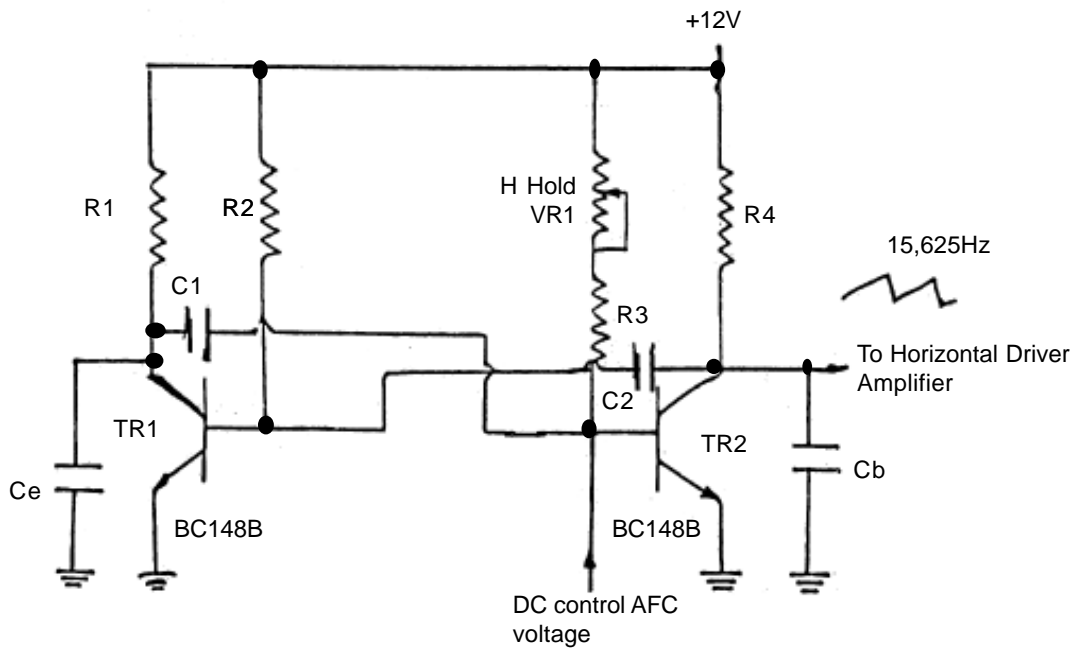 +12V
R1
R2
H Hold
VR1
R4
15,625Hz
C1
R3
To Horizontal Driver
Amplifier
C2
TR1
TR2
Ce
Cb
BC148B
BC148B
DC control AFC
voltage